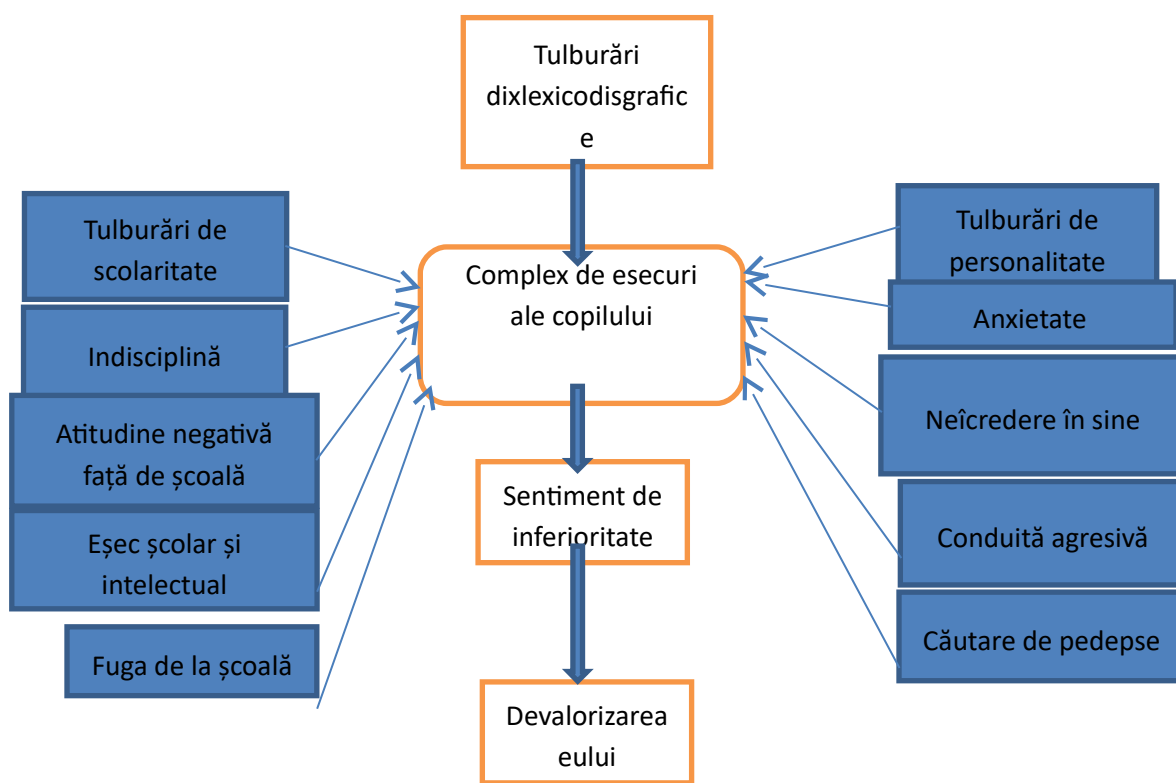 Tulburări
dixlexicodisgrafic
e
Tulburări de
scolaritate
Indisciplină
Atitudine negativă
față de școală
Eșec școlar și
intelectual
Fuga de la școală
Complex de esecuri
ale copilului
Sentiment de
inferioritate
Devalorizarea
eului
Tulburări de
personalitate
Anxietate
Neîcredere în sine
Conduită agresivă
Căutare de pedepse